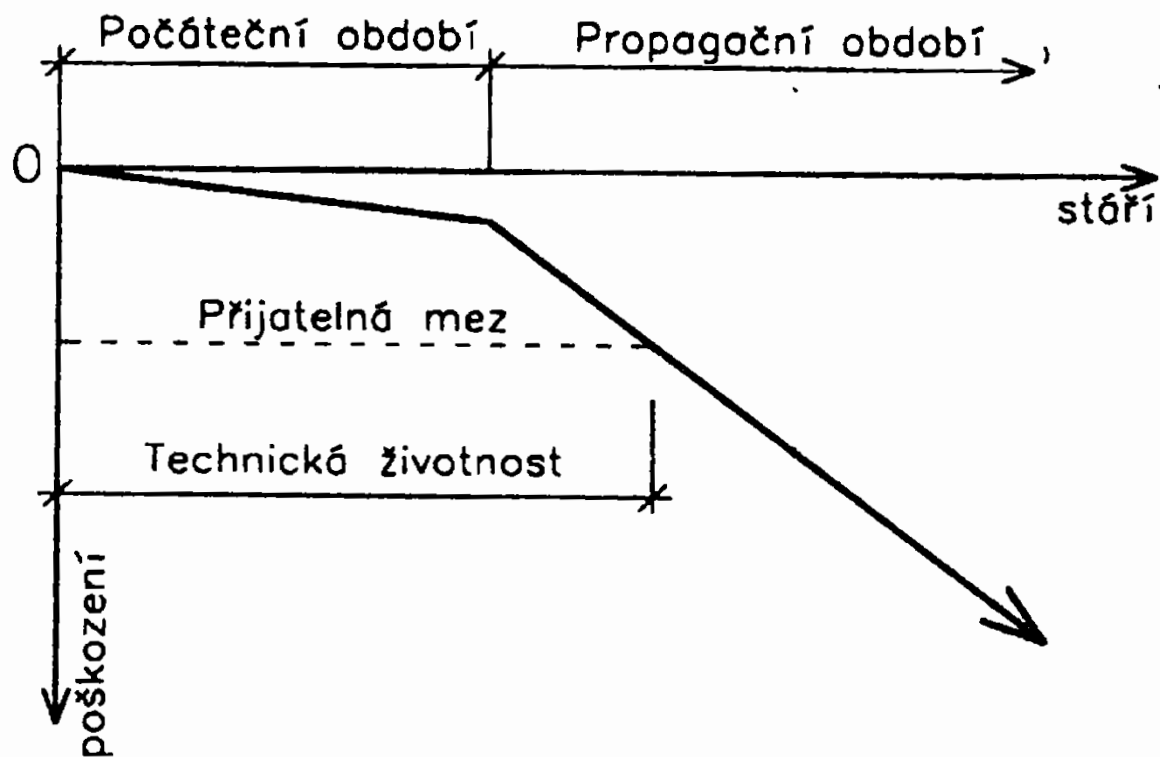 Počáteční období
Propagační období
0
stáří
Přijatelná mez
Technická životnost
poškození